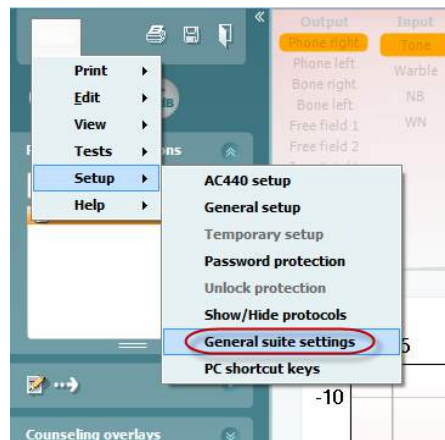 Output Input
Phone right Tone
Phone left Warble
Bone right NB
Bone left WN
Free field 1
Free field 2
Print
Edit
View
Tests
Setup
Help
ns
AC440 setup
General setup
Temporary setup
Password protection
Unlock protection
Show/Hide protocols
General suite settings
PC shortcut keys
5
-10
Counseling overlays